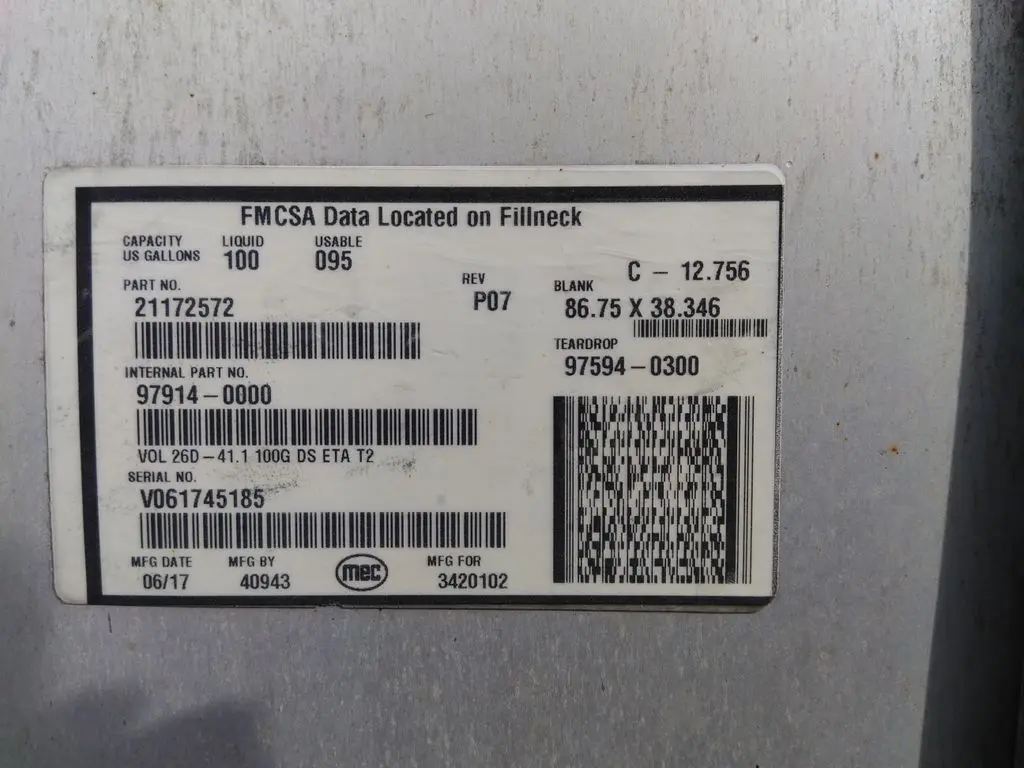 FMCSA Data Located on Fillneck
CAPACITY
US GALLONS
LIQUID
100
USABLE
095
C - 12.756
PART NO.
21172572
REV
P07
BLANK
86.75 X 38.346
TEARDROP
97594-0300
INTERNAL PART NO.
97914-0000
VOL 26D-41.1 100G DS ETA T2
SERIAL NO.
V061745185
MFG DATE
06/17
MFG BY
40943
mec
MFG FOR
3420102